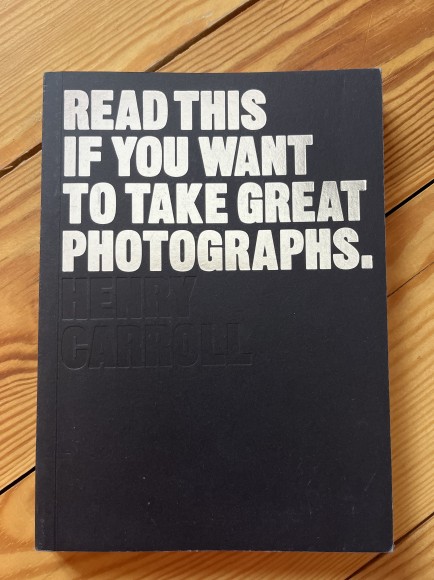 READ THIS
IF YOU WANT
TO TAKE GREAT
PHOTOGRAPHS.
HENRY
CARROLL